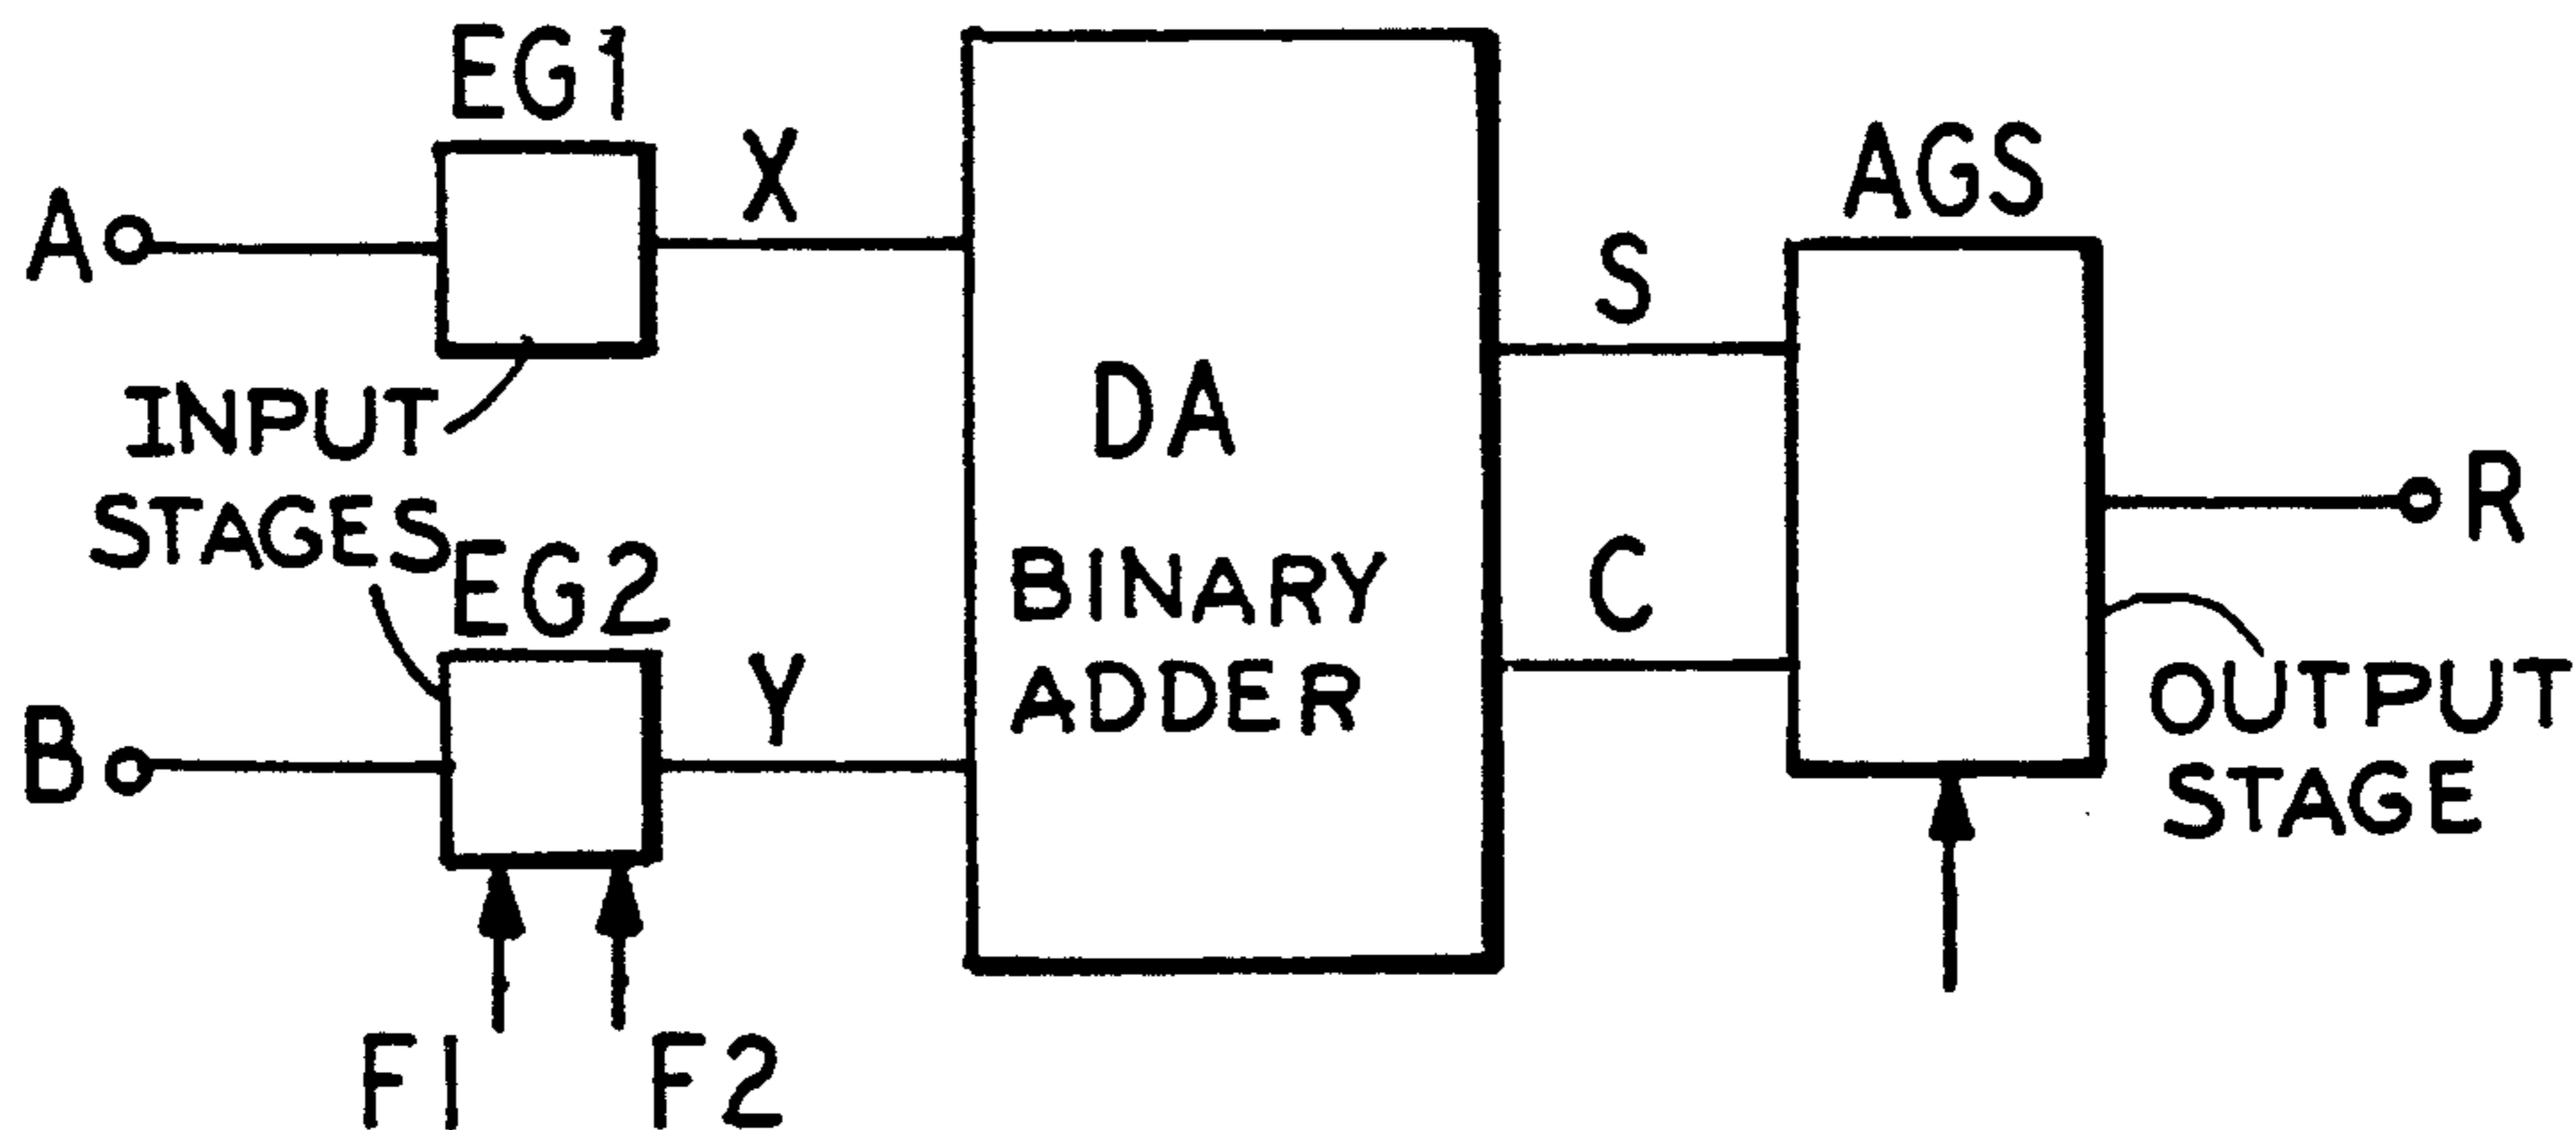 EG1
A
X
INPUT
STAGES
EG2
B
Y
F1
F2
DA
BINARY
ADDER
S
C
AGS
R
OUTPUT
STAGE